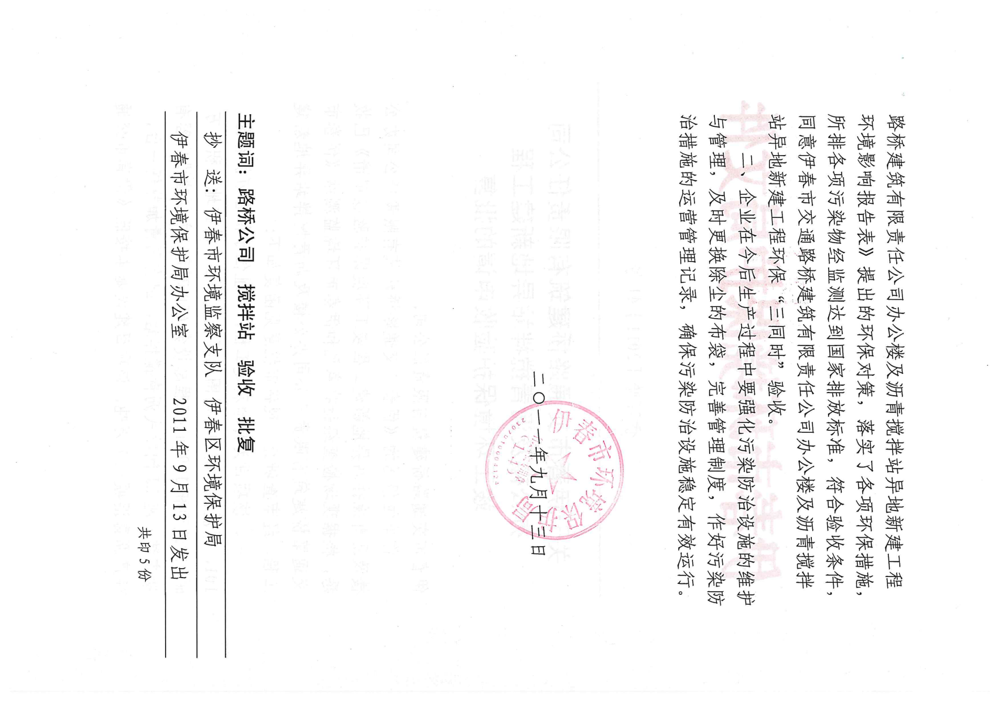 路桥建筑有限责任公司办公楼及沥青搅拌站异地新建工程
环境影响报告表》提出的环保对策，落实了各项环保措施，
所排各项污染物经监测达到国家排放标准，符合验收条件，
同意伊春市交通路桥建筑有限责任公司办公楼及沥青搅拌
站异地新建工程环保“三同时”验收。
二、企业在今后生产过程中要强化污染防治设施的维护
与管理，及时更换除尘的布袋，完善管理制度，作好污染防
治措施的运营管理记录，确保污染防治设施稳定有效运行。
二〇一一年九月十三日
伊春市环境保护局
2307010004124
主题词：路桥公司 搅拌站 验收 批复
抄 送：伊春市环境监察支队 伊春区环境保护局
伊春市环境保护局办公室 2011年9月13日发出
共印5份